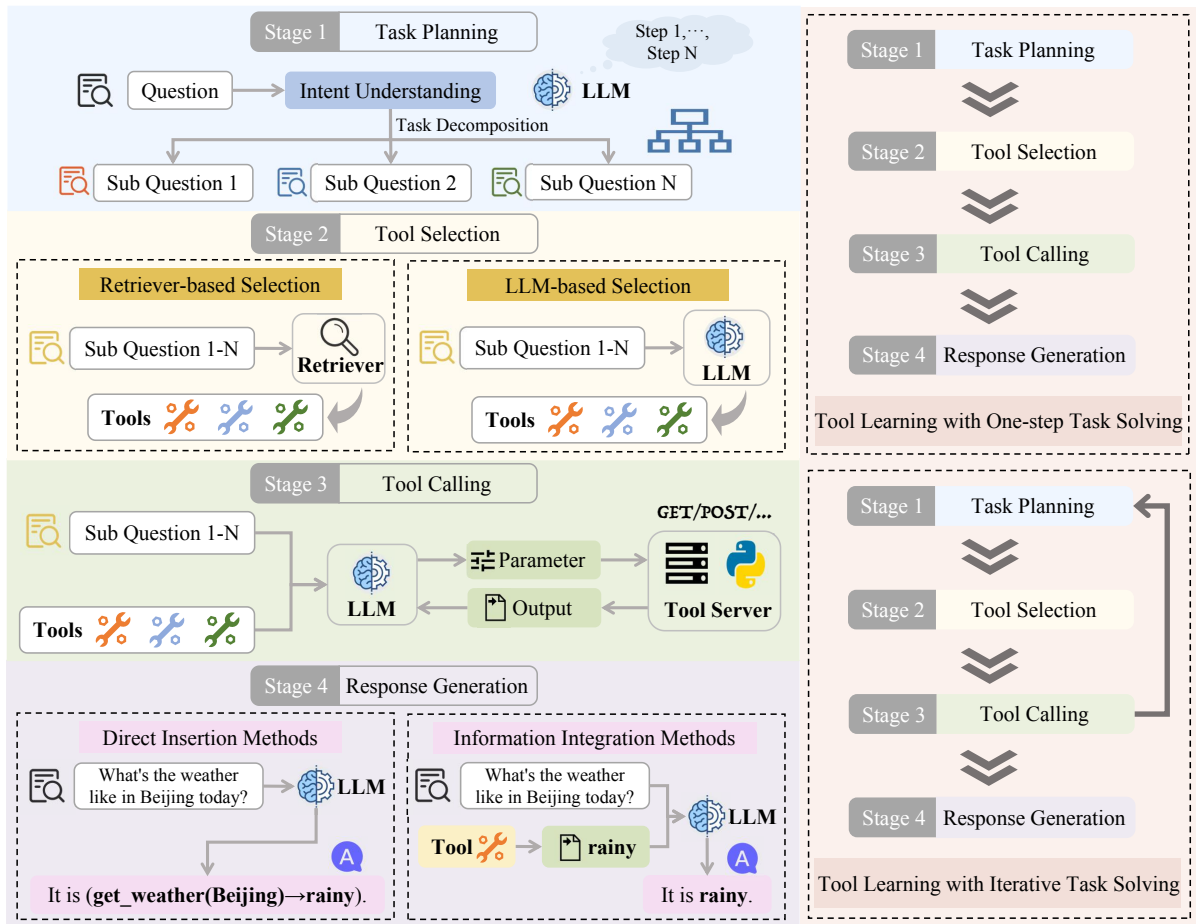 Stage 1 Task Planning
Step 1,⋯,
Step N
Question
Intent Understanding
LLM
Task Decomposition
Sub Question 1
Sub Question 2
Sub Question N
Stage 2 Tool Selection
Retriever-based Selection
Sub Question 1-N
Retriever
Tools
LLM-based Selection
Sub Question 1-N
LLM
Tools
Stage 3 Tool Calling
Sub Question 1-N
Tools
LLM
Parameter
Output
GET/POST/...
Tool Server
Stage 4 Response Generation
Direct Insertion Methods
What's the weather
like in Beijing today?
LLM
A
It is (get_weather(Beijing)→rainy).
Information Integration Methods
What's the weather
like in Beijing today?
Tool
rainy
LLM
A
It is rainy.
Stage 1 Task Planning
Stage 2 Tool Selection
Stage 3 Tool Calling
Stage 4 Response Generation
Tool Learning with One-step Task Solving
Stage 1 Task Planning
Stage 2 Tool Selection
Stage 3 Tool Calling
Stage 4 Response Generation
Tool Learning with Iterative Task Solving